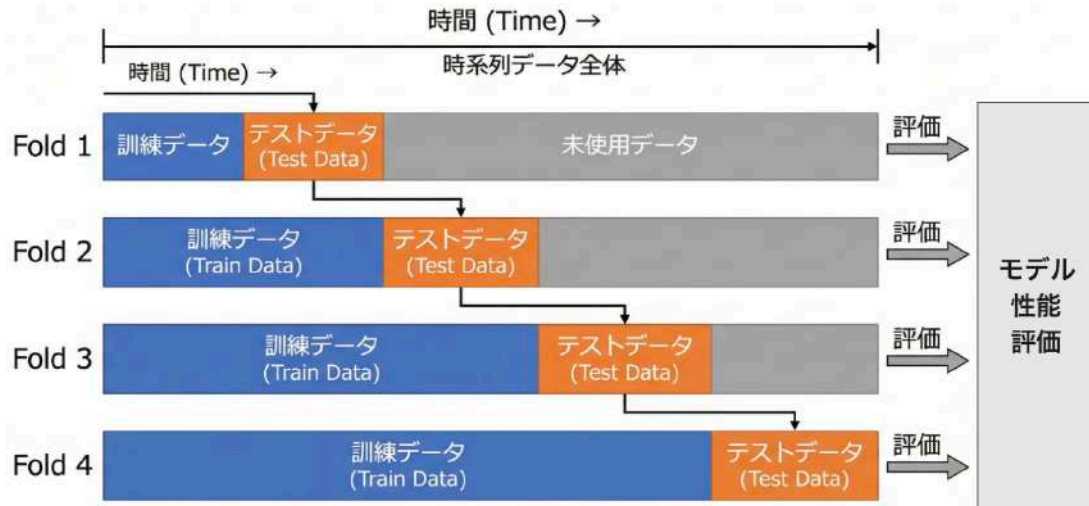 時間 (Time) →
時系列データ全体
時間 (Time) →
Fold 1
訓練データ
テストデータ
(Test Data)
未使用データ
評価
Fold 2
訓練データ
(Train Data)
テストデータ
(Test Data)
評価
Fold 3
訓練データ
(Train Data)
テストデータ
(Test Data)
評価
Fold 4
訓練データ
(Train Data)
テストデータ
(Test Data)
評価
モデル
性能
評価